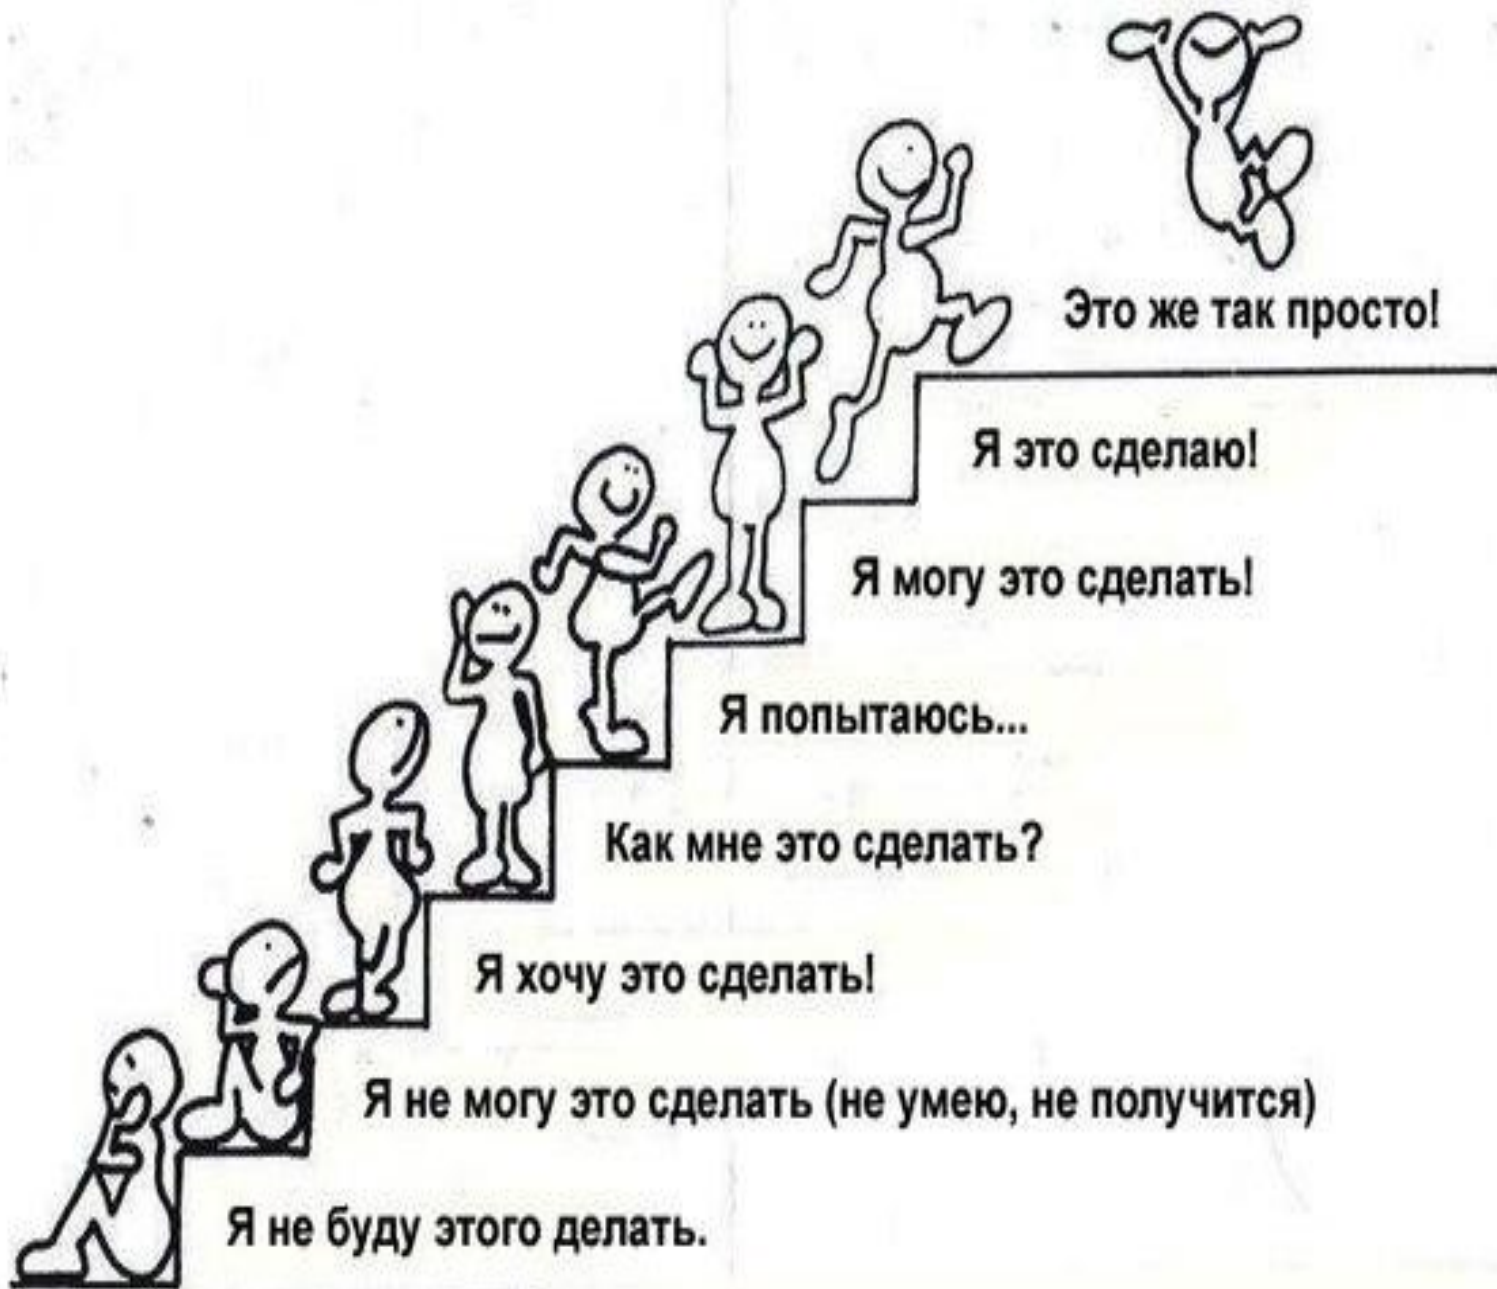 Это же так просто!
Я это сделаю!
Я могу это сделать!
Я попытаюсь...
Как мне это сделать?
Я хочу это сделать!
Я не могу это сделать (не умею, не получится)
Я не буду этого делать.